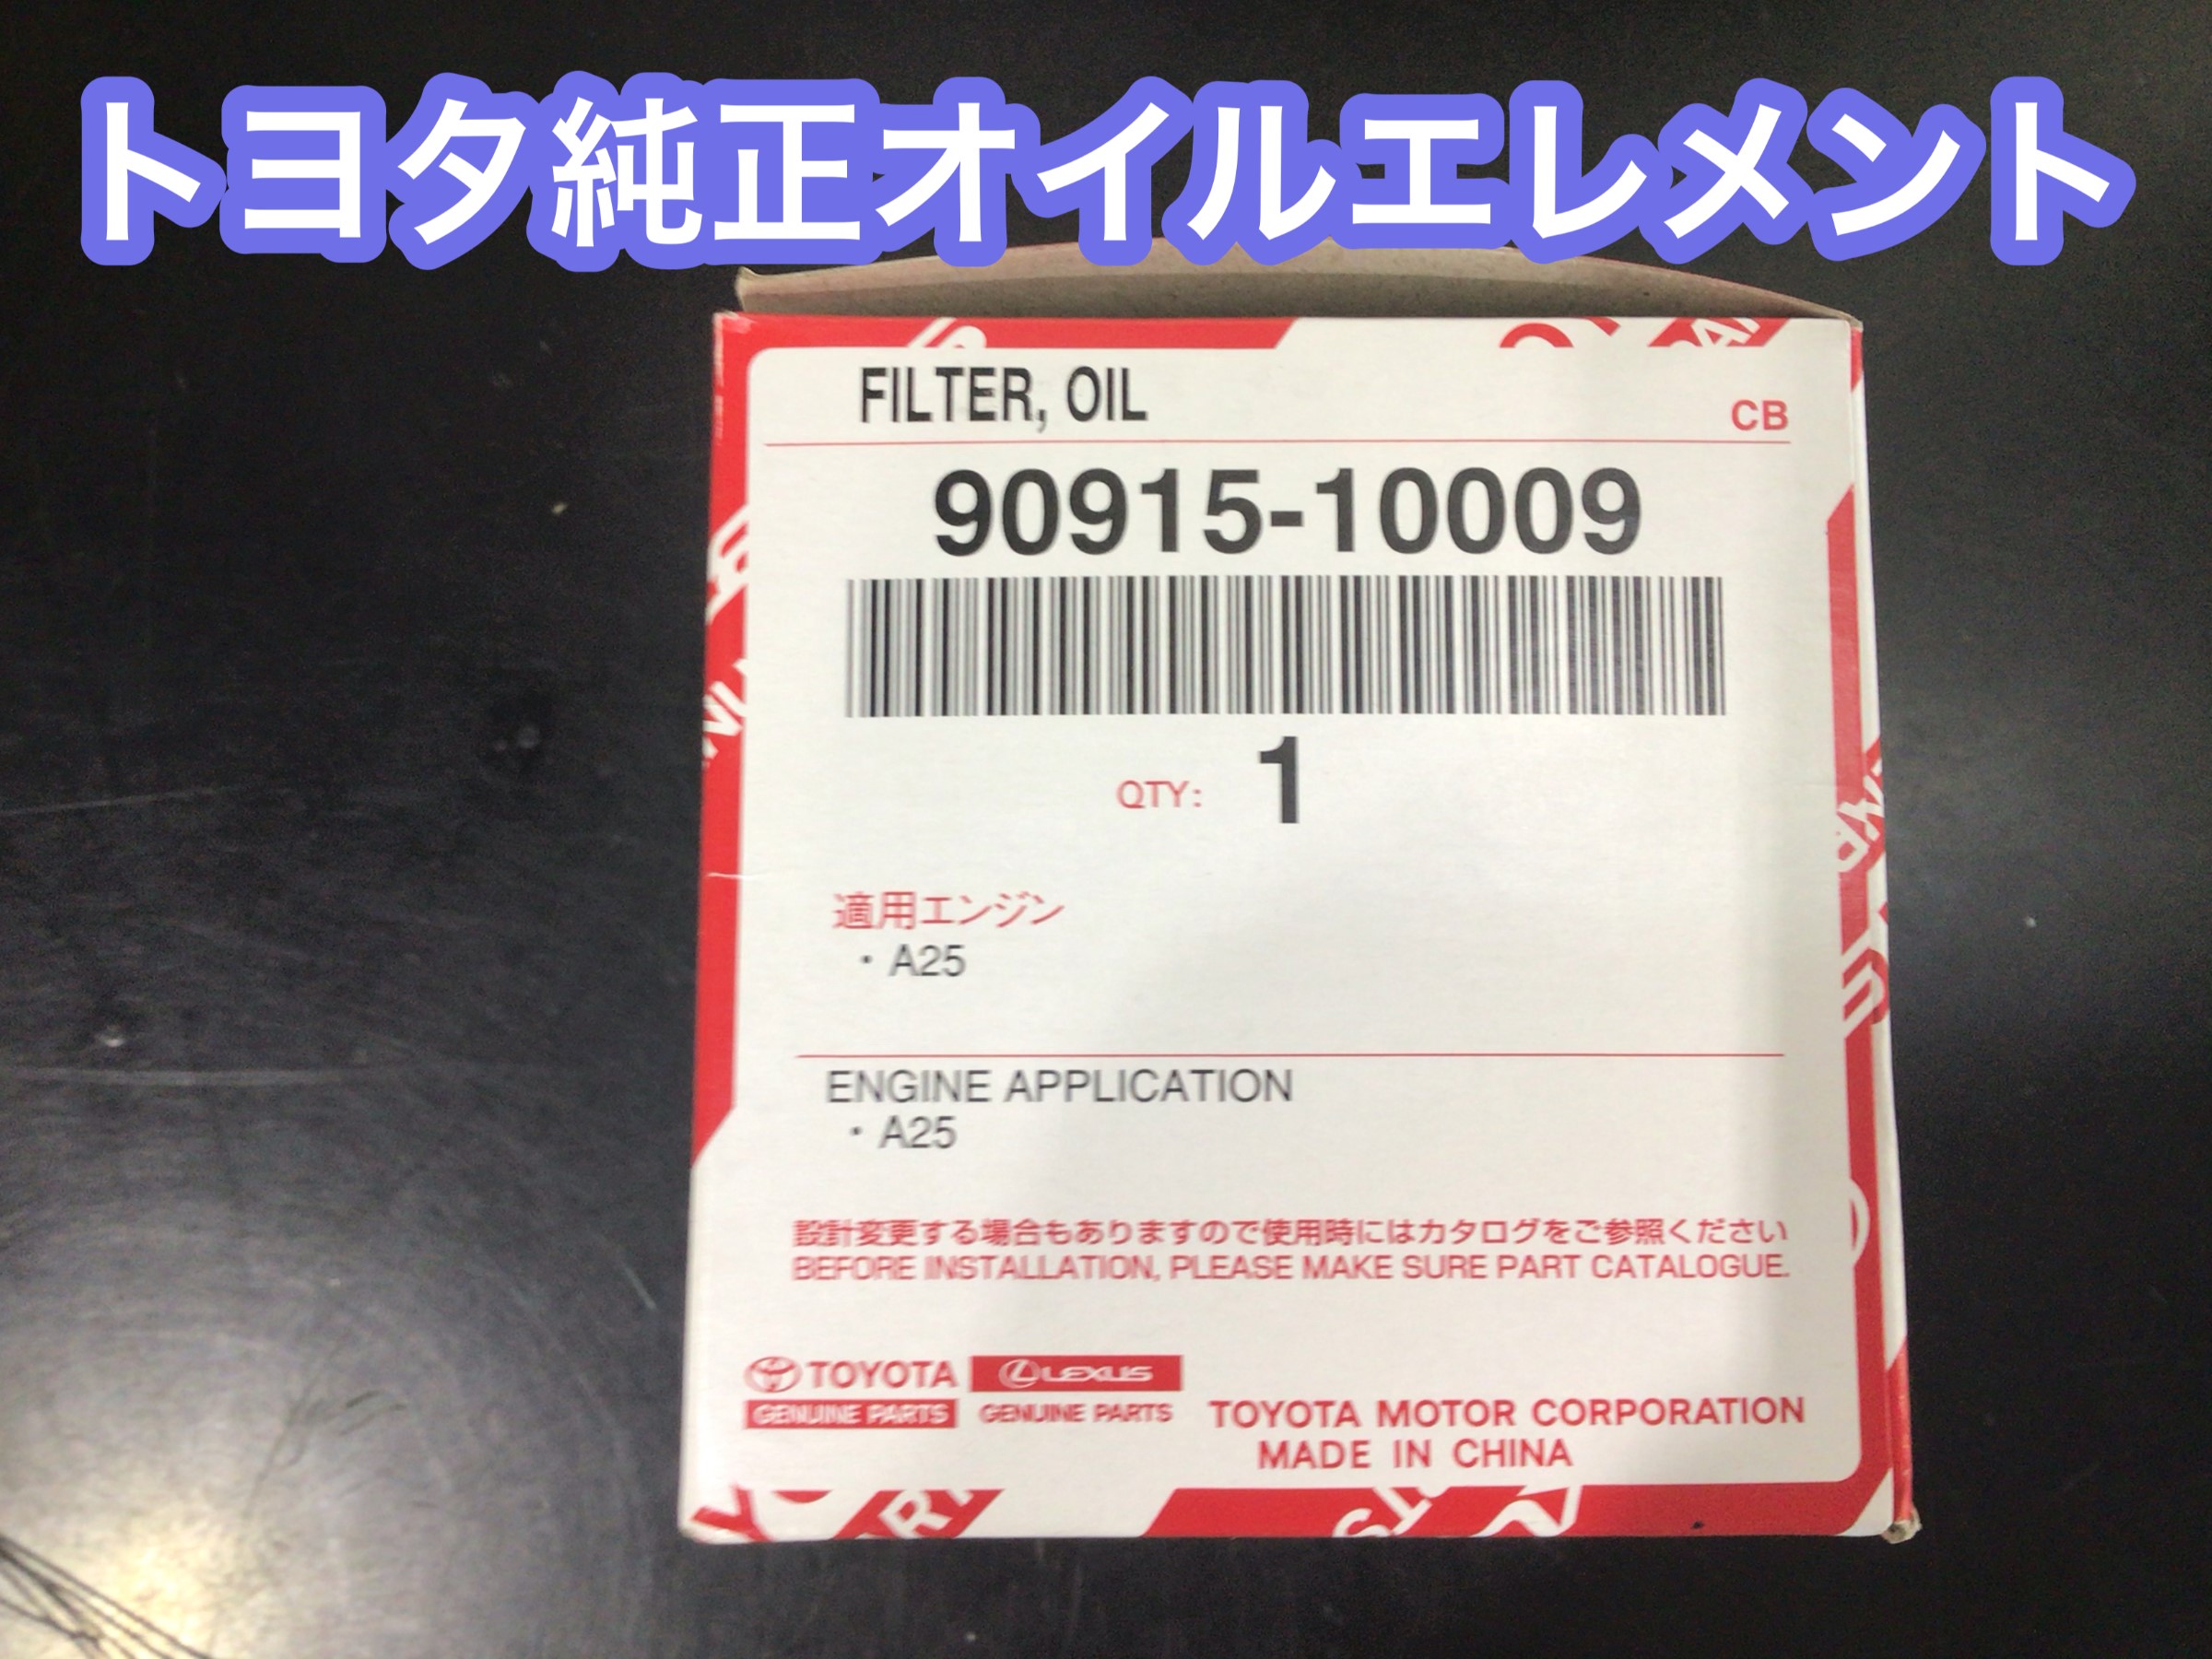 トヨタ純正オイルエレメント
FILTER, OIL
CB
90915-10009
QTY: 1
適用エンジン
・A25
ENGINE APPLICATION
・A25
設計変更する場合もありますので使用時にはカタログをご参照ください
BEFORE INSTALLATION, PLEASE MAKE SURE PART CATALOGUE.
TOYOTA LEXUS
GENUINE PARTS GENUINE PARTS
TOYOTA MOTOR CORPORATION
MADE IN CHINA